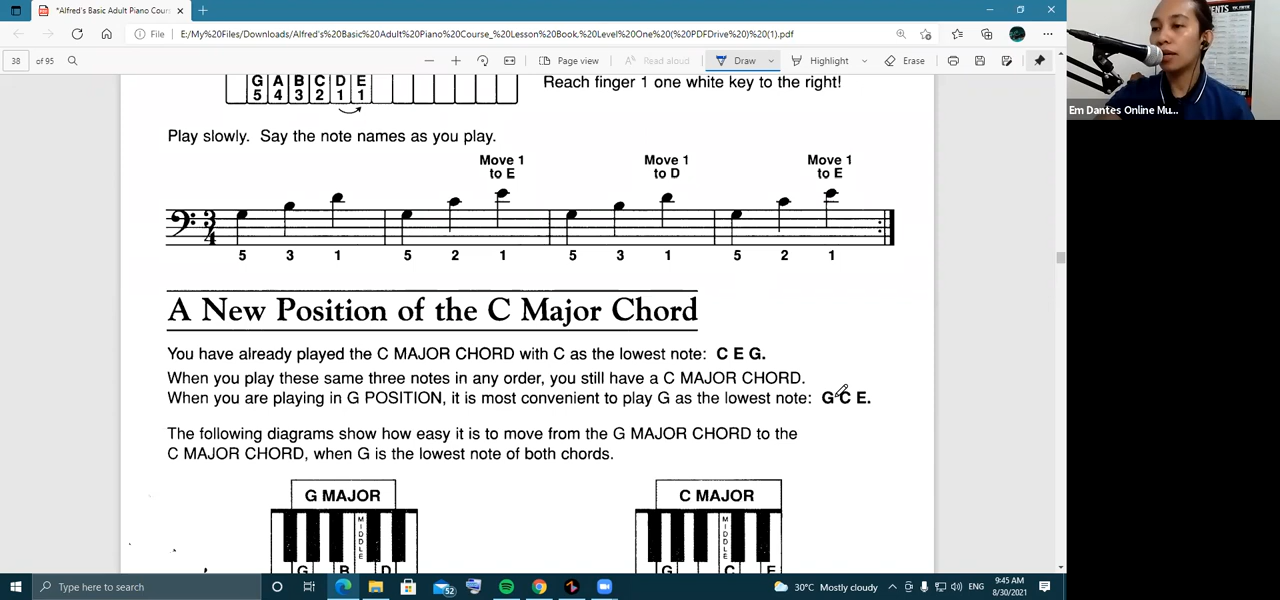 *Alfred's Basic Adult Piano Cour
File
E:/My%20Files/Downloads/Alfred's%20Basic%20Adult%20Piano%20Course_%20Lesson%20Book.%20Level%20One%20(%20PDFDrive%20)%20(1).pdf
38 of 95
Page view
Read aloud
Draw
Highlight
Erase
Em Dantes Online Mu...
G A B C D E
5 4 3 2 1 1
Reach finger 1 one white key to the right!
Play slowly. Say the note names as you play.
Move 1 Move 1 Move 1
to E to D to E
3
4
5 3 1 5 2 1 5 3 1 5 2 1
A New Position of the C Major Chord
You have already played the C MAJOR CHORD with C as the lowest note: C E G.
When you play these same three notes in any order, you still have a C MAJOR CHORD.
When you are playing in G POSITION, it is most convenient to play G as the lowest note: G C E.
The following diagrams show how easy it is to move from the G MAJOR CHORD to the
C MAJOR CHORD, when G is the lowest note of both chords.
G MAJOR C MAJOR
MIDDLE MIDDLE
G B D G C E
Type here to search
52
30°C Mostly cloudy
ENG
9:45 AM
8/30/2021